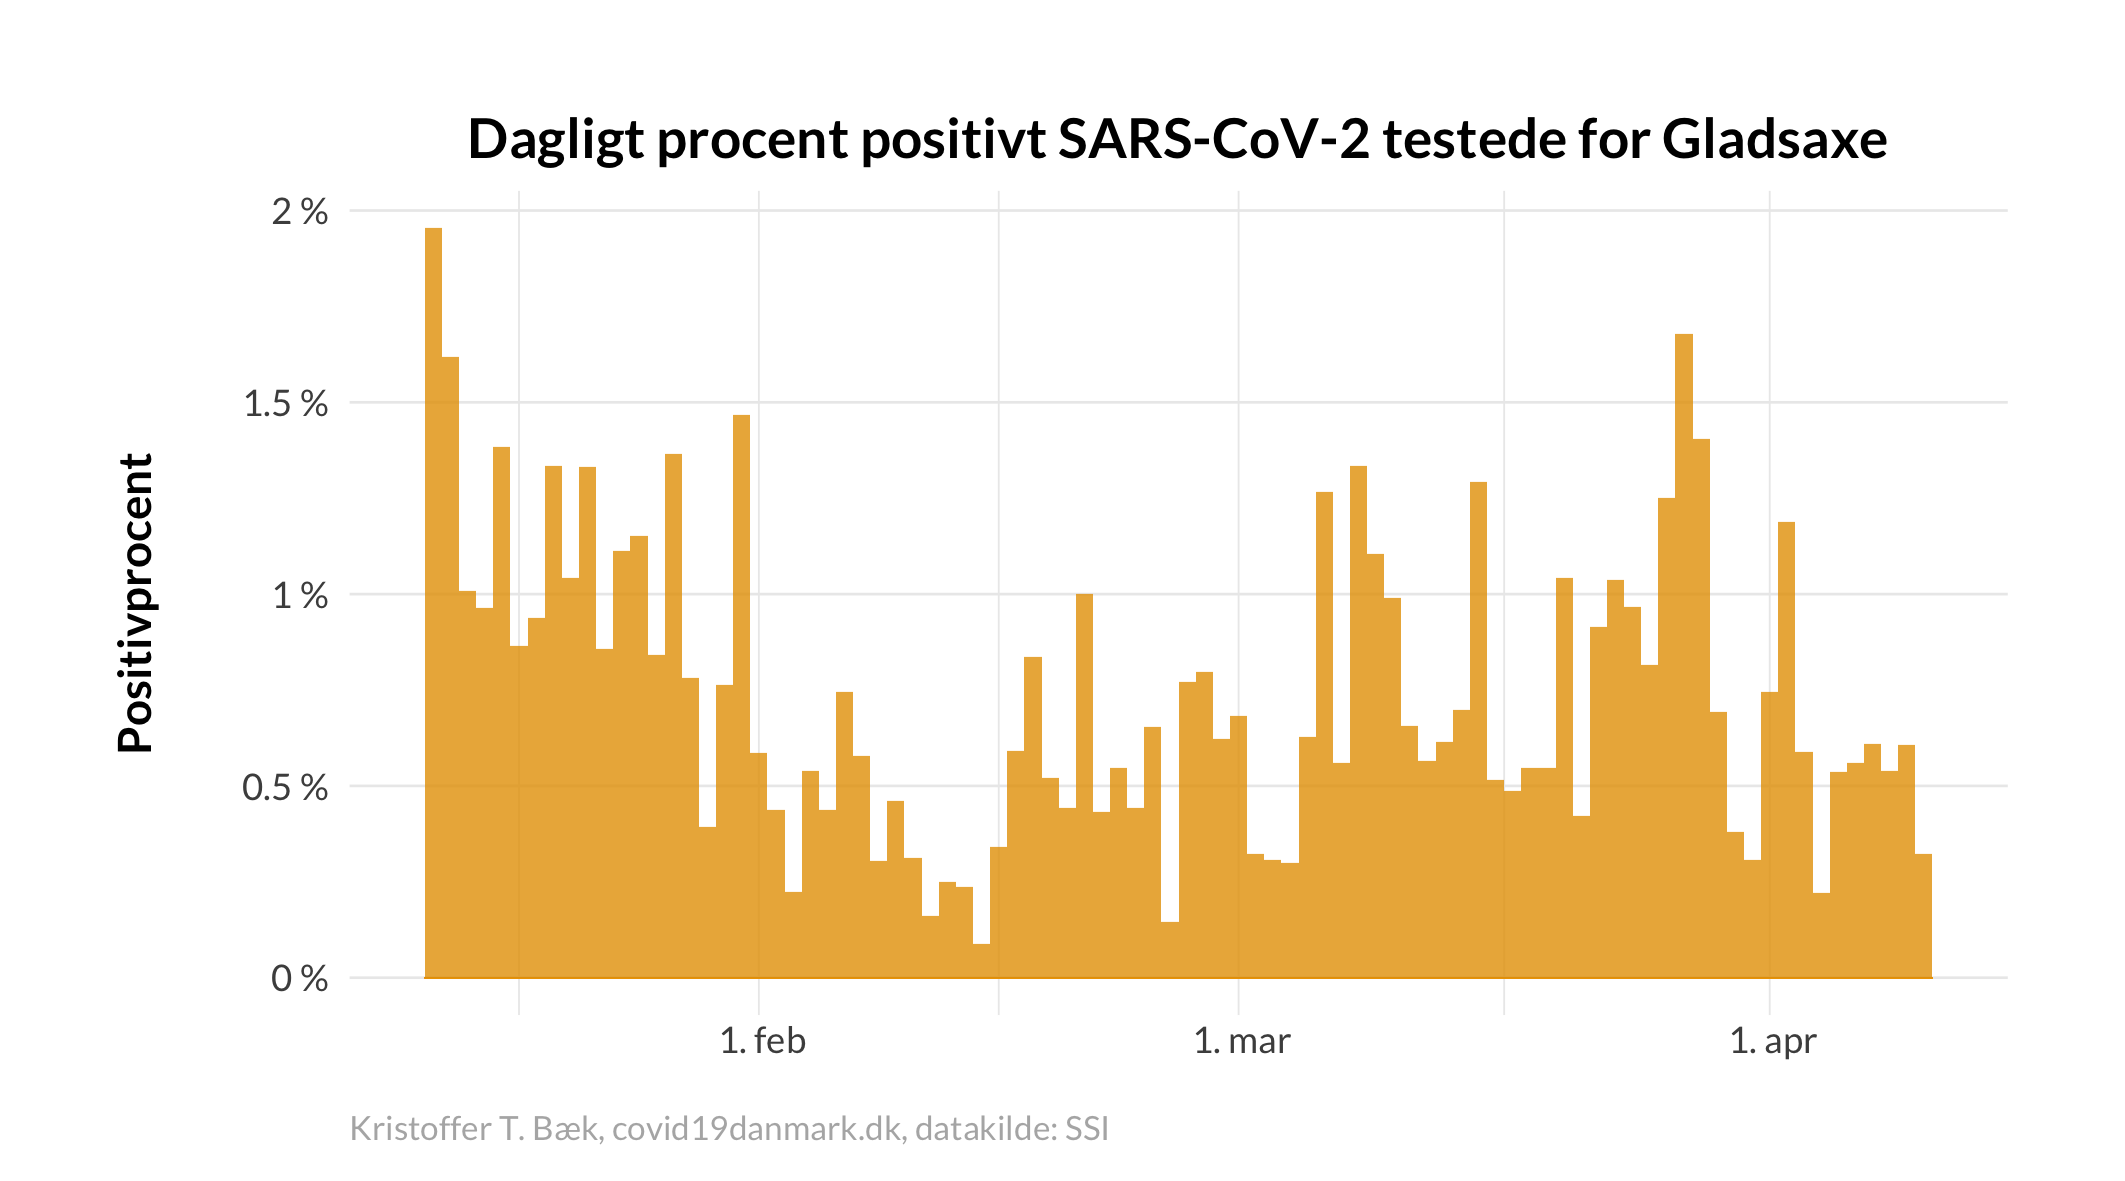 Dagligt procent positivt SARS-CoV-2 testede for Gladsaxe
Positivprocent
2 %
1.5 %
1 %
0.5 %
0 %
1. feb
1. mar
1. apr
Kristoffer T. Bæk, covid19danmark.dk, datakilde: SSI